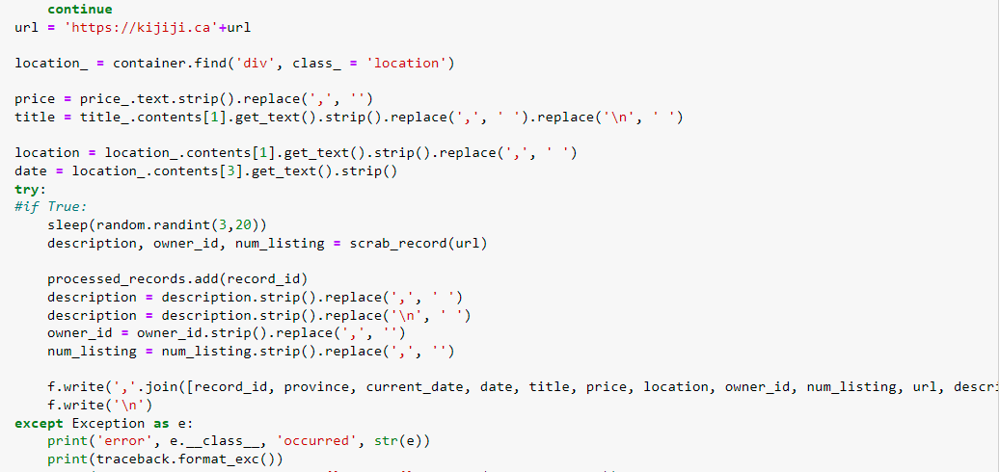 continue
url = 'https://kijiji.ca'+url

location_ = container.find('div', class_ = 'location')

price = price_.text.strip().replace(',', '')
title = title_.contents[1].get_text().strip().replace(',', ' ').replace('\n', ' ')

location = location_.contents[1].get_text().strip().replace(',', ' ')
date = location_.contents[3].get_text().strip()
try:
#if True:
    sleep(random.randint(3,20))
    description, owner_id, num_listing = scrab_record(url)

    processed_records.add(record_id)
    description = description.strip().replace(',', ' ')
    description = description.strip().replace('\n', ' ')
    owner_id = owner_id.strip().replace(',', '')
    num_listing = num_listing.strip().replace(',', '')

    f.write(','.join([record_id, province, current_date, date, title, price, location, owner_id, num_listing, url, descr
    f.write('\n')
except Exception as e:
    print('error', e.__class__, 'occurred', str(e))
    print(traceback.format_exc())